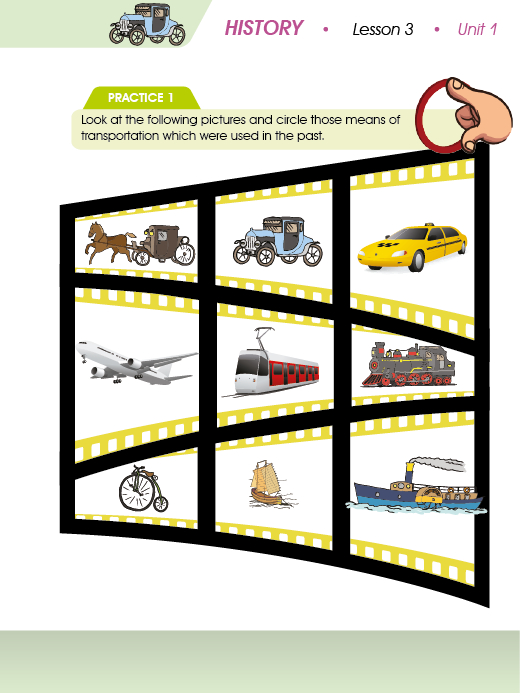 HISTORY • Lesson 3 • Unit 1
PRACTICE 1
Look at the following pictures and circle those means of
transportation which were used in the past.